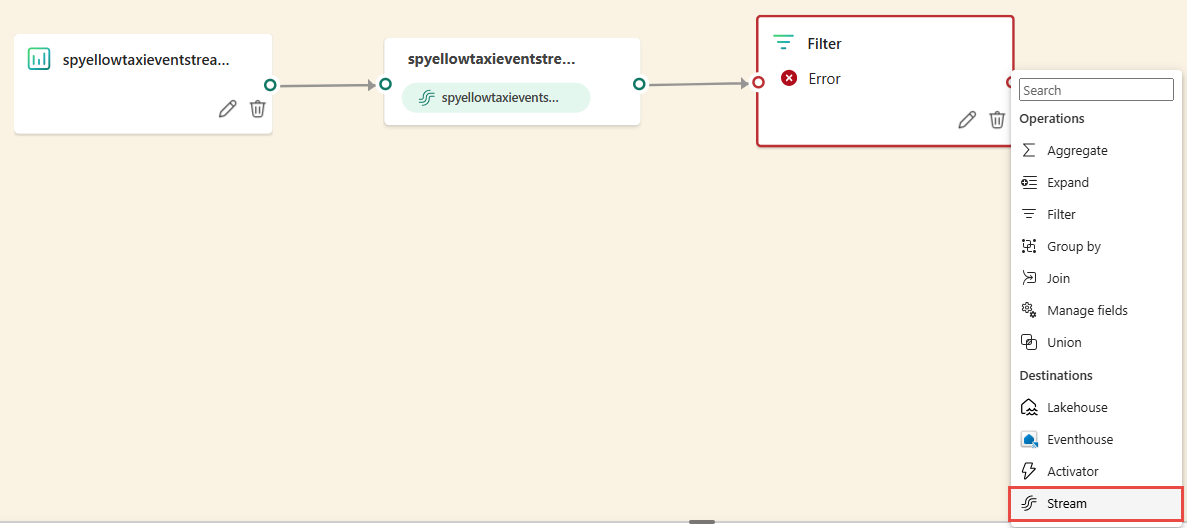 spyellowtaxieventstrea...
spyellowtaxieventstre...
spyellowtaxievents...
Filter
Error
Search
Operations
Aggregate
Expand
Filter
Group by
Join
Manage fields
Union
Destinations
Lakehouse
Eventhouse
Activator
Stream